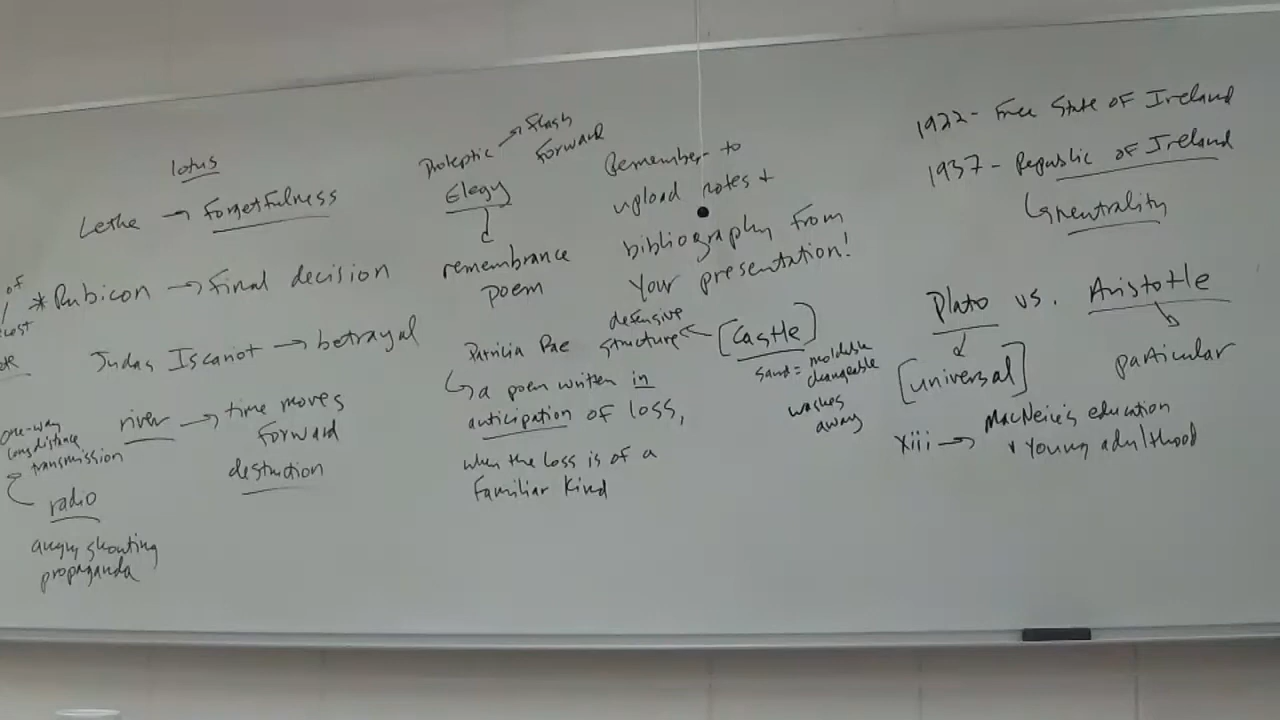 lotus
Lethe → Forgetfulness
of
* Rubicon → Final decision
Judas Iscariot → betrayal
river → time moves
Forward
destruction
one-way
long distance
transmission
radio
angry shouting
propaganda
Proleptic → Flash
Forward
Elegy
remembrance
poem
Remember to
upload notes +
bibliography from
your presentation!
defensive
structure ← [Castle]
sand = moldable
changeable
washes
away
Patricia Rae
↳ a poem written in
anticipation of loss,
when the loss is of a
Familiar Kind
1922 - Free State of Ireland
1937 - Republic of Ireland
↳ neutrality
Plato vs. Aristotle
[universal]
particular
xiii → MacNeice's education
+ Young adulthood